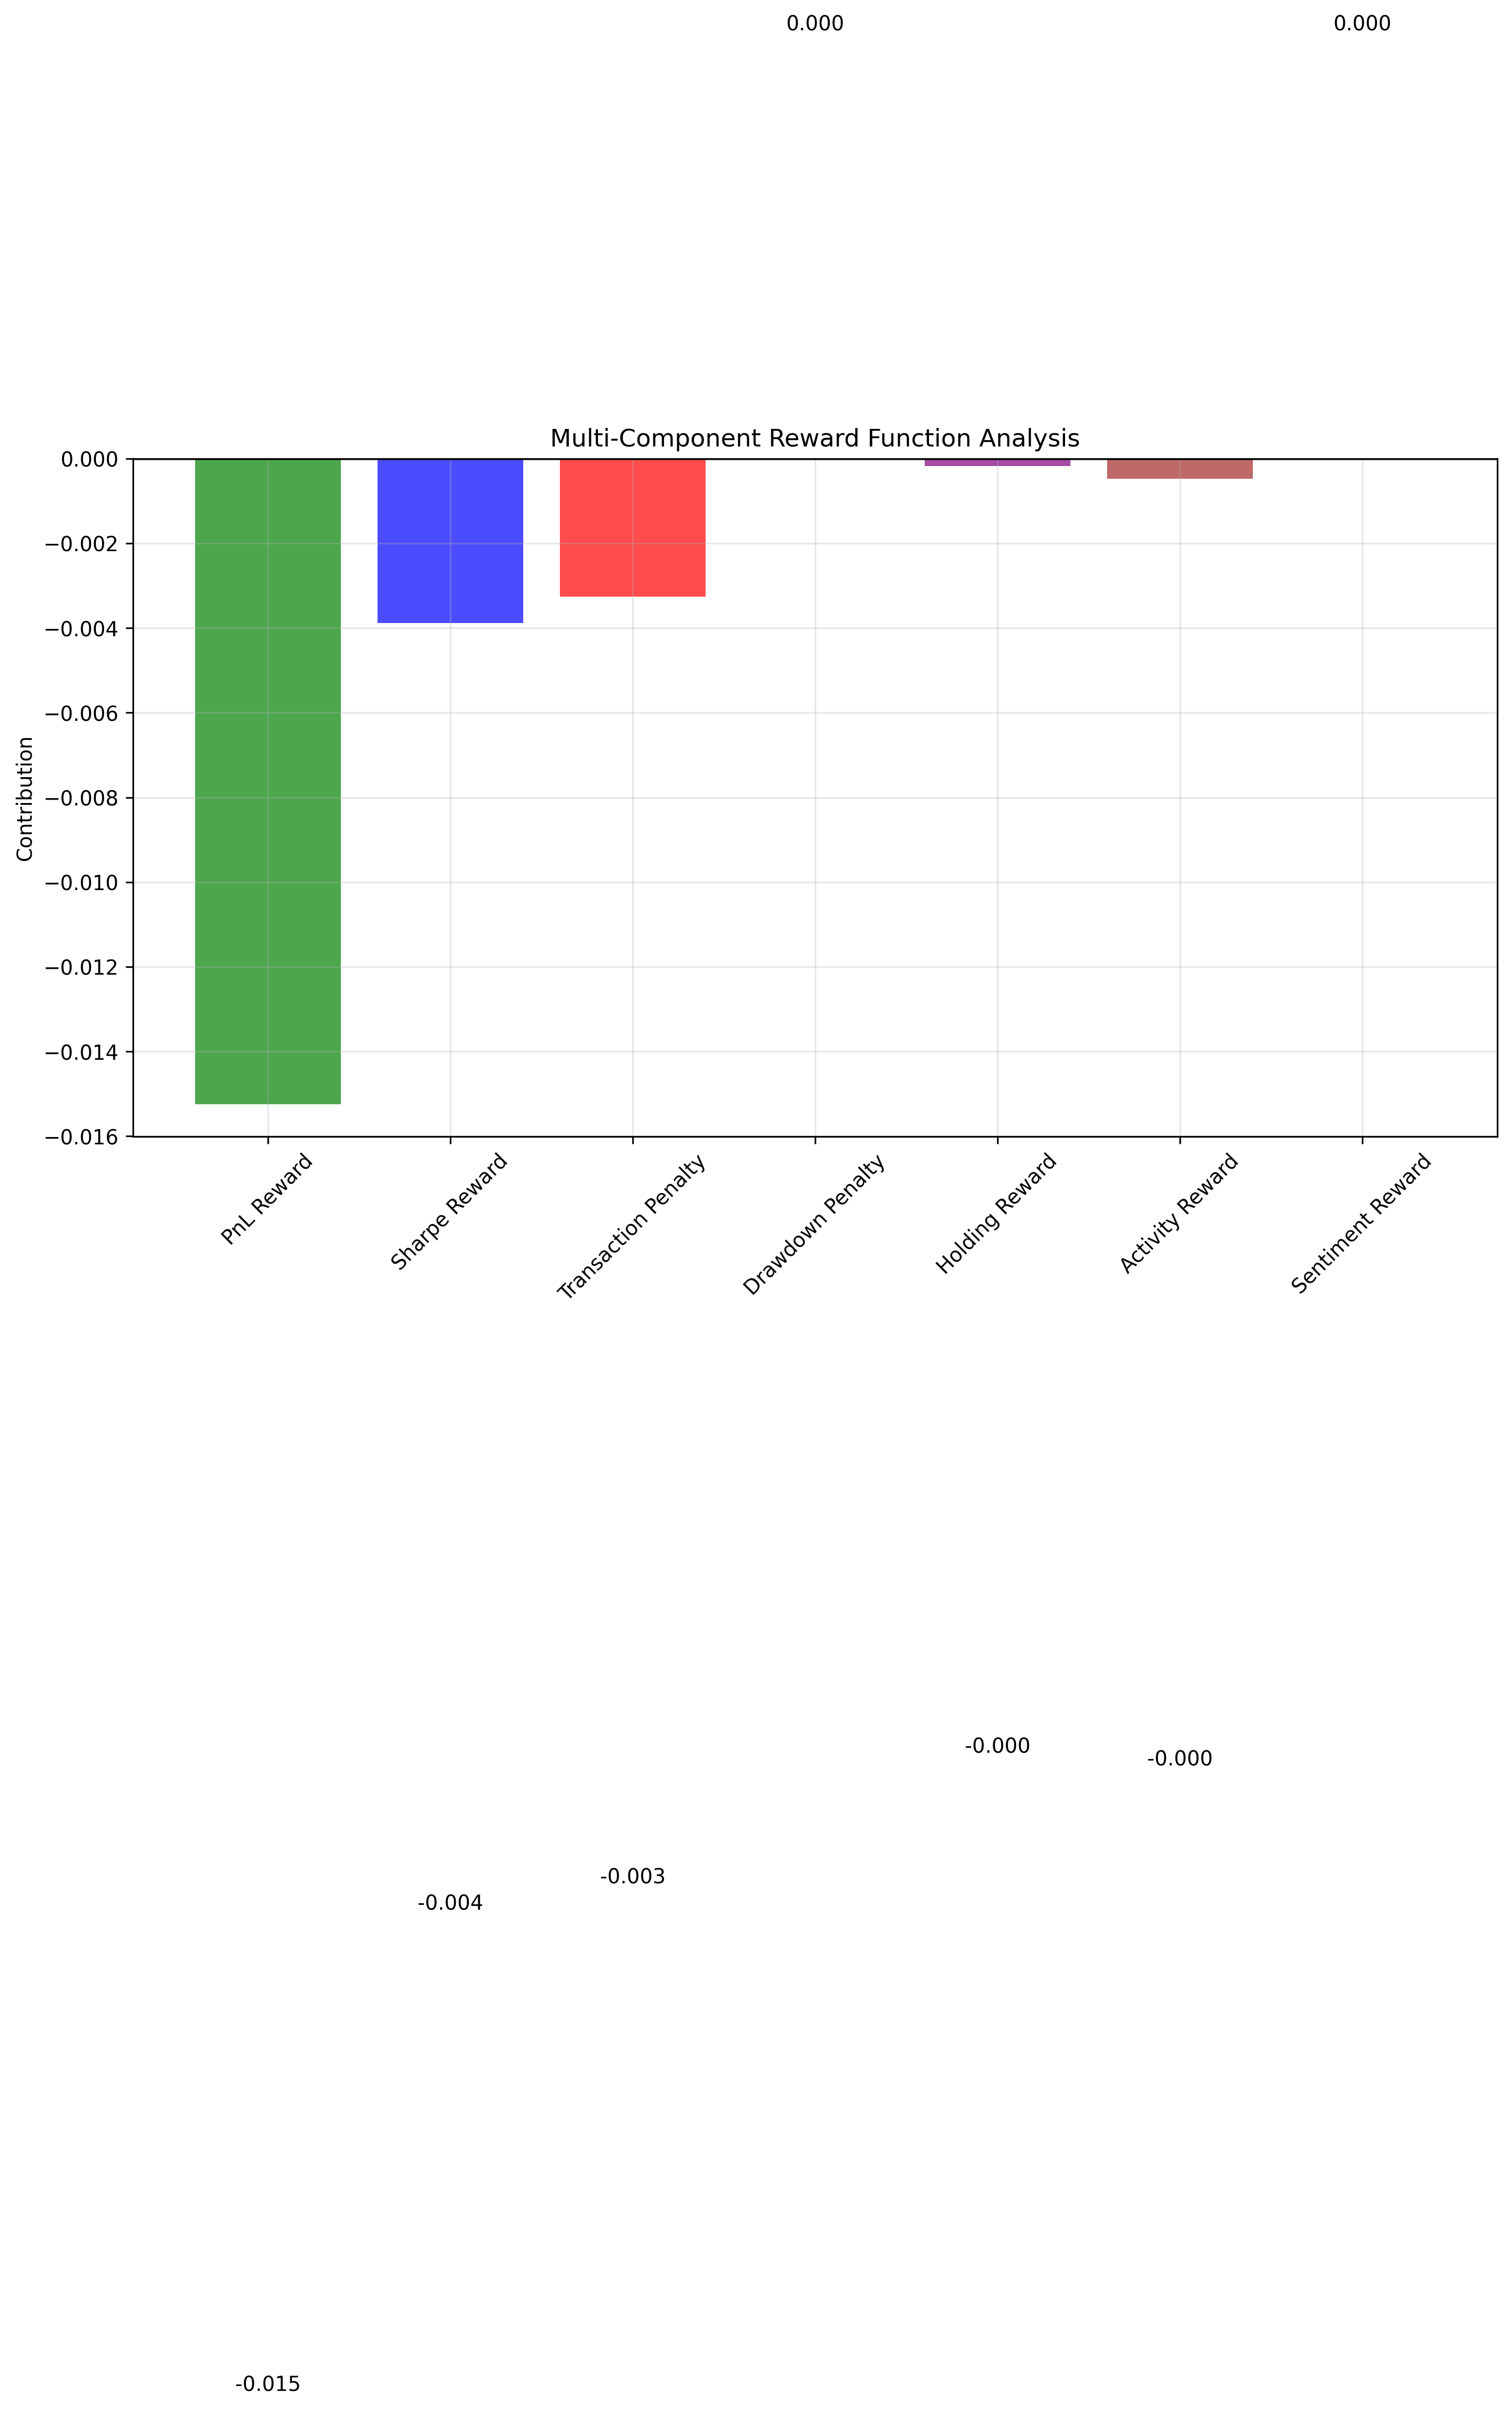 0.000
0.000
Multi-Component Reward Function Analysis
0.000
−0.002
−0.004
−0.006
−0.008
−0.010
−0.012
−0.014
−0.016
Contribution
PnL Reward
Sharpe Reward
Transaction Penalty
Drawdown Penalty
Holding Reward
Activity Reward
Sentiment Reward
-0.000
-0.000
-0.003
-0.004
-0.015